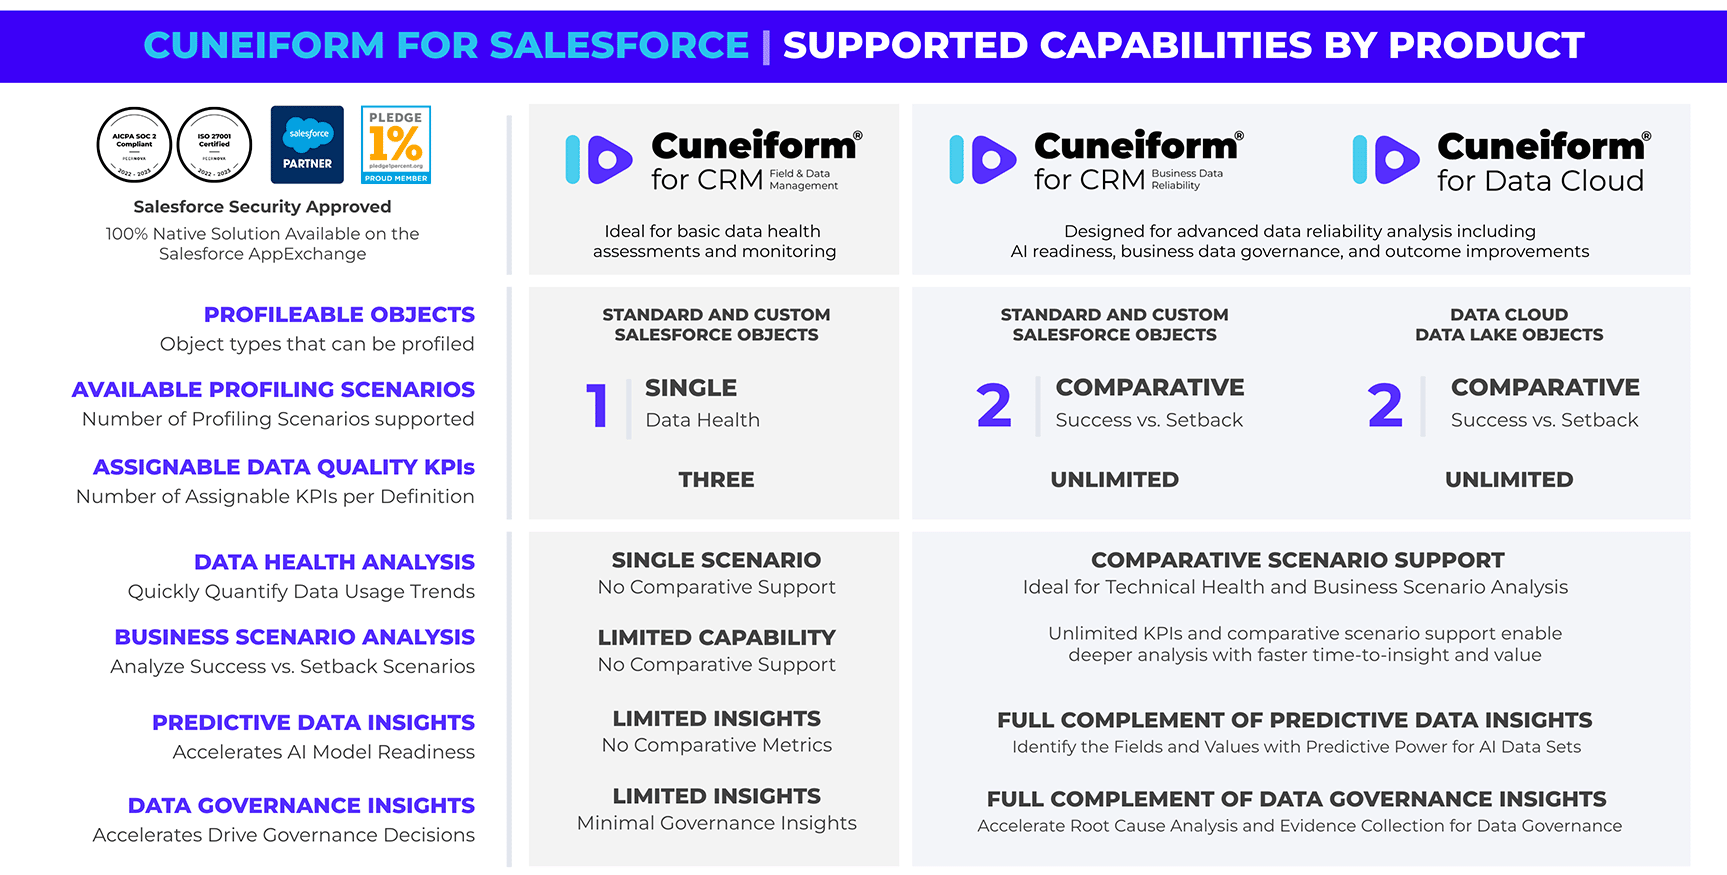 CUNEIFORM FOR SALESFORCE | SUPPORTED CAPABILITIES BY PRODUCT
AICPA SOC 2
Compliant
PEERNOVA
2022 - 2023
ISO 27001
Certified
PEERNOVA
2022 - 2023
salesforce
PARTNER
PLEDGE
1%
pledge1percent.org
PROUD MEMBER
Salesforce Security Approved
100% Native Solution Available on the
Salesforce AppExchange
Cuneiform®
for CRM Field & Data
Management
Ideal for basic data health
assessments and monitoring
Cuneiform®
for CRM Business Data
Reliability
Cuneiform®
for Data Cloud
Designed for advanced data reliability analysis including
AI readiness, business data governance, and outcome improvements
PROFILEABLE OBJECTS
Object types that can be profiled
STANDARD AND CUSTOM
SALESFORCE OBJECTS
STANDARD AND CUSTOM
SALESFORCE OBJECTS
DATA CLOUD
DATA LAKE OBJECTS
AVAILABLE PROFILING SCENARIOS
Number of Profiling Scenarios supported
1
SINGLE
Data Health
2
COMPARATIVE
Success vs. Setback
2
COMPARATIVE
Success vs. Setback
ASSIGNABLE DATA QUALITY KPIs
Number of Assignable KPIs per Definition
THREE
UNLIMITED
UNLIMITED
DATA HEALTH ANALYSIS
Quickly Quantify Data Usage Trends
SINGLE SCENARIO
No Comparative Support
COMPARATIVE SCENARIO SUPPORT
Ideal for Technical Health and Business Scenario Analysis
BUSINESS SCENARIO ANALYSIS
Analyze Success vs. Setback Scenarios
LIMITED CAPABILITY
No Comparative Support
Unlimited KPIs and comparative scenario support enable
deeper analysis with faster time-to-insight and value
PREDICTIVE DATA INSIGHTS
Accelerates AI Model Readiness
LIMITED INSIGHTS
No Comparative Metrics
FULL COMPLEMENT OF PREDICTIVE DATA INSIGHTS
Identify the Fields and Values with Predictive Power for AI Data Sets
DATA GOVERNANCE INSIGHTS
Accelerates Drive Governance Decisions
LIMITED INSIGHTS
Minimal Governance Insights
FULL COMPLEMENT OF DATA GOVERNANCE INSIGHTS
Accelerate Root Cause Analysis and Evidence Collection for Data Governance